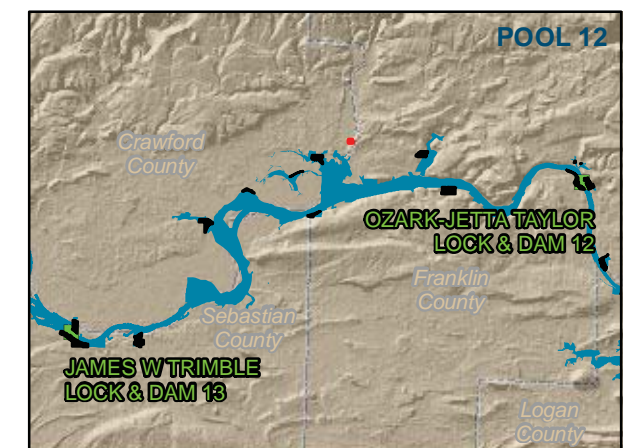 POOL 12
Crawford
County
OZARK-JETTA TAYLOR
LOCK & DAM 12
Franklin
County
Sebastian
County
JAMES W TRIMBLE
LOCK & DAM 13
Logan
County